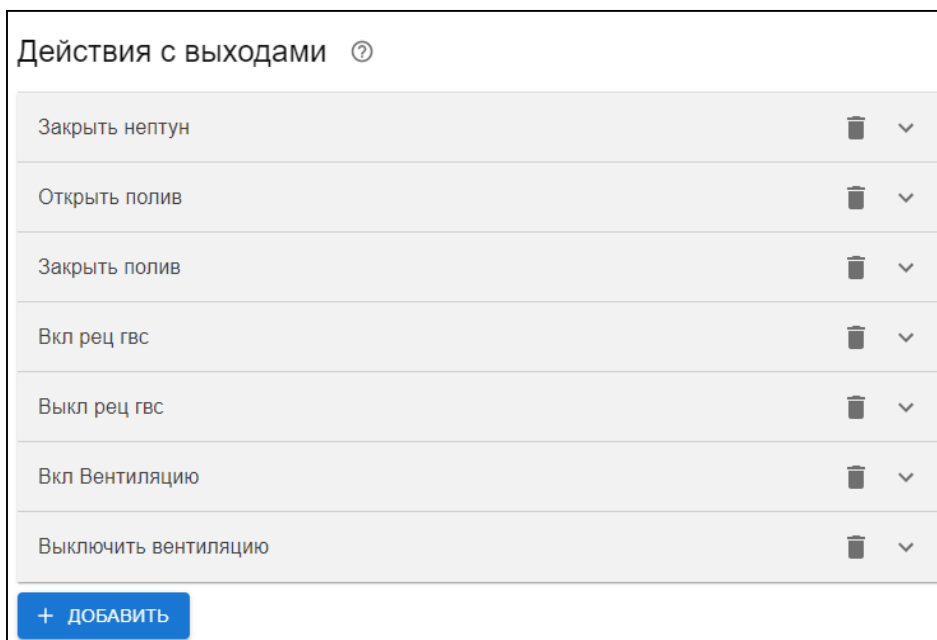 Действия с выходами
Закрыть нептун
Открыть полив
Закрыть полив
Вкл рец гвс
Выкл рец гвс
Вкл Вентиляцию
Выключить вентиляцию
+ ДОБАВИТЬ